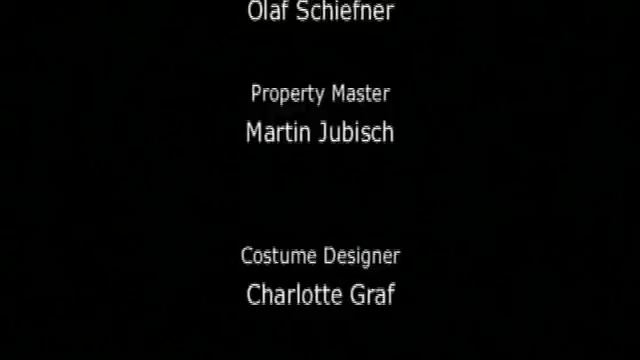 Olaf Schiefner
Property Master
Martin Jubisch
Costume Designer
Charlotte Graf